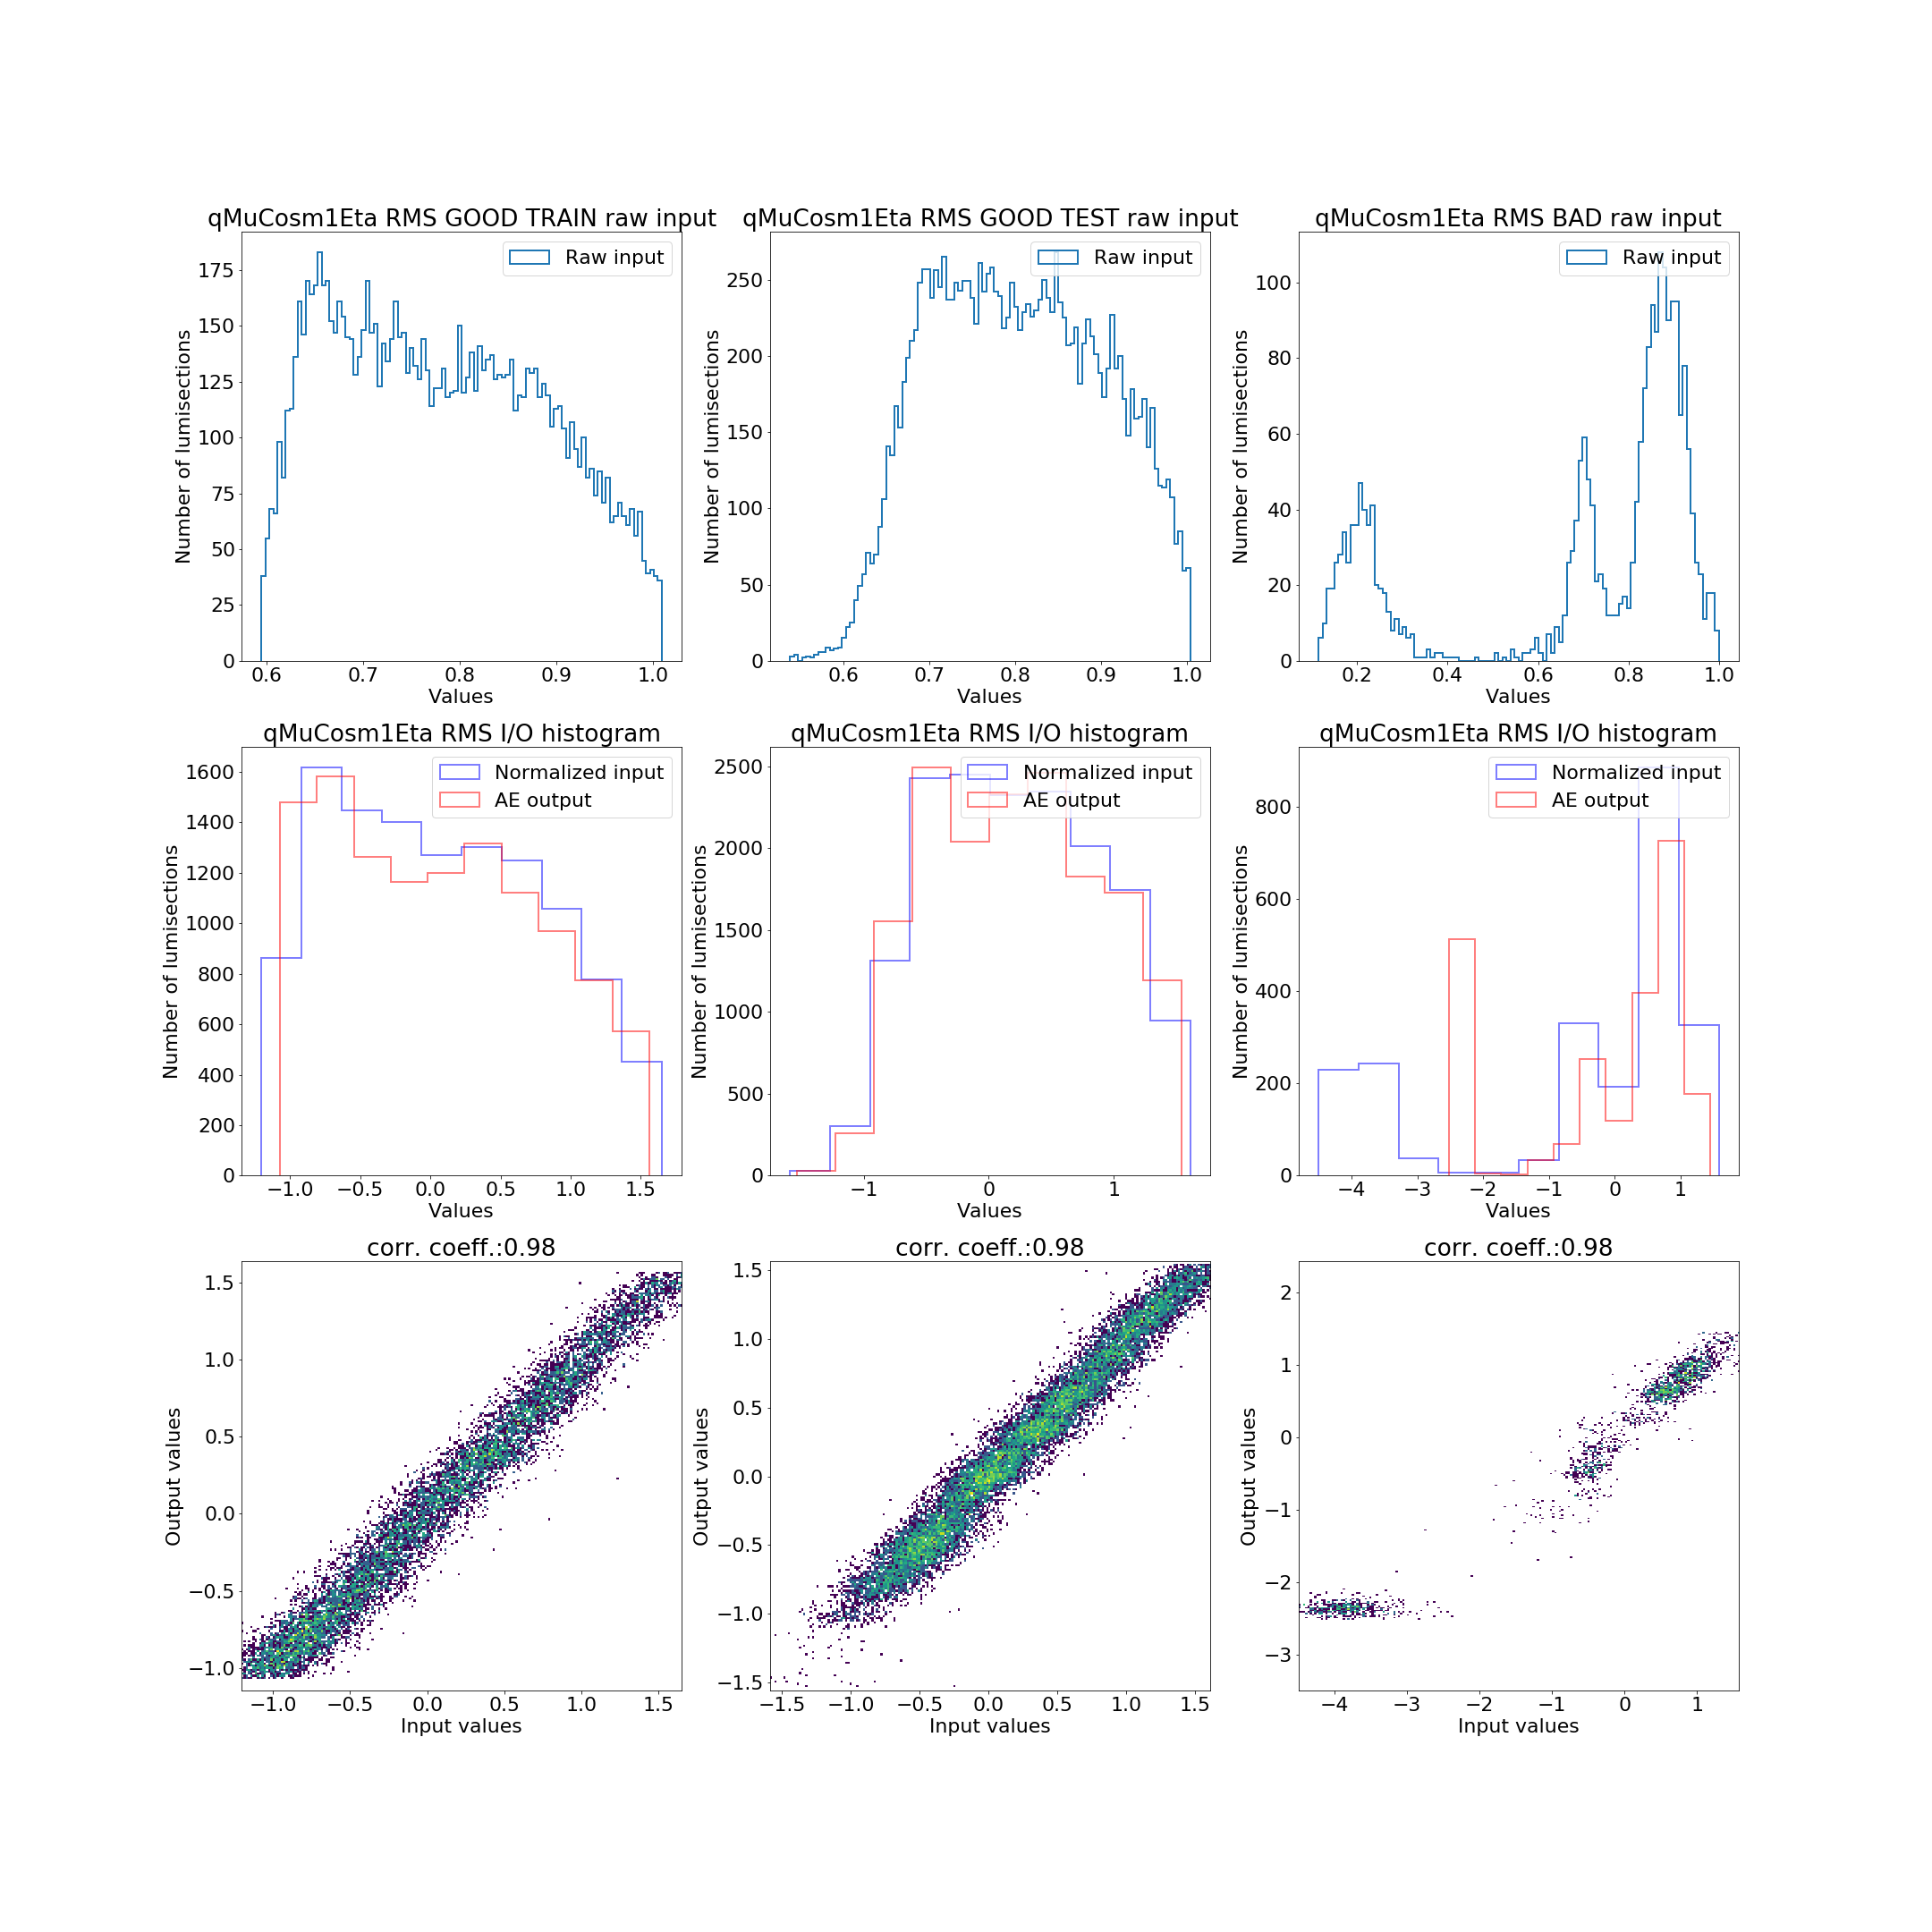 qMuCosm1Eta RMS GOOD TRAIN raw input
Raw input
175
150
125
100
75
50
25
0
Number of lumisections
0.6 0.7 0.8 0.9 1.0
Values
qMuCosm1Eta RMS GOOD TEST raw input
Raw input
250
200
150
100
50
0
Number of lumisections
0.6 0.7 0.8 0.9 1.0
Values
qMuCosm1Eta RMS BAD raw input
Raw input
100
80
60
40
20
0
Number of lumisections
0.2 0.4 0.6 0.8 1.0
Values
qMuCosm1Eta RMS I/O histogram
Normalized input
AE output
1600
1400
1200
1000
800
600
400
200
0
Number of lumisections
−1.0 −0.5 0.0 0.5 1.0 1.5
Values
qMuCosm1Eta RMS I/O histogram
Normalized input
AE output
2500
2000
1500
1000
500
0
Number of lumisections
−1 0 1
Values
qMuCosm1Eta RMS I/O histogram
Normalized input
AE output
800
600
400
200
0
Number of lumisections
−4 −3 −2 −1 0 1
Values
corr. coeff.:0.98
1.5
1.0
0.5
0.0
−0.5
−1.0
Output values
−1.0 −0.5 0.0 0.5 1.0 1.5
Input values
corr. coeff.:0.98
1.5
1.0
0.5
0.0
−0.5
−1.0
−1.5
Output values
−1.5 −1.0 −0.5 0.0 0.5 1.0 1.5
Input values
corr. coeff.:0.98
2
1
0
−1
−2
−3
Output values
−4 −3 −2 −1 0 1
Input values